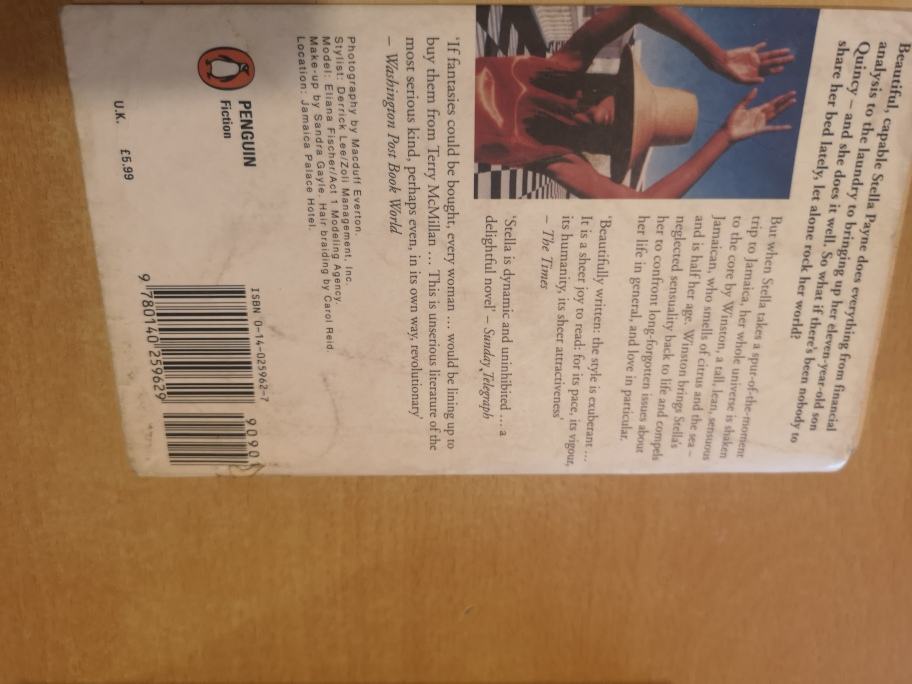 Beautiful, capable Stella Payne does everything from financial
analysis to the laundry to bringing up her eleven-year-old son
Quincy – and she does it well. So what if there's been nobody to
share her bed lately, let alone rock her world?
But when Stella takes a spur-of-the-moment
trip to Jamaica, her whole universe is shaken
to the core by Winston, a tall, lean, sensuous
Jamaican, who smells of citrus and the sea –
and is half her age. Winston brings Stella's
neglected sensuality back to life and compels
her to confront long-forgotten issues about
her life in general, and love in particular.
'Beautifully written: the style is exuberant ...
It is a sheer joy to read: for its pace, its vigour,
its humanity, its sheer attractiveness'
– The Times
'Stella is dynamic and uninhibited ... a
delightful novel' – Sunday Telegraph
'If fantasies could be bought, every woman ... would be lining up to
buy them from Terry McMillan ... This is unserious literature of the
most serious kind, perhaps even, in its own way, revolutionary'
– Washington Post Book World
Photography by Macduff Everton.
Stylist: Derrick Lee/Zoli Management, Inc.
Model: Eliana Fischer/Act 1 Modeling Agency.
Make-up by Sandra Gayle. Hair braiding by Carol Reid.
Location: Jamaica Palace Hotel.
PENGUIN
Fiction
U.K. £5.99
ISBN 0-14-025962-7
90901
9 780140 259629